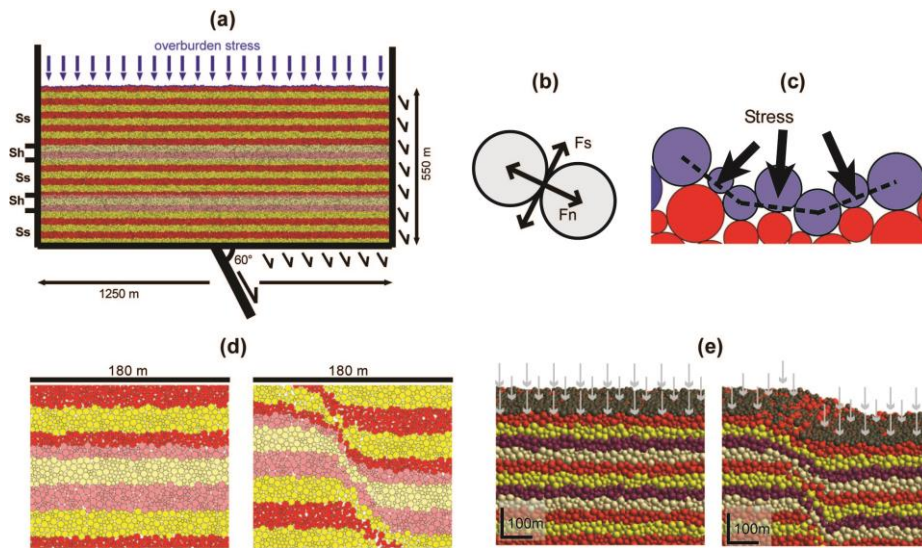 (a)
overburden stress
Ss
Sh
Ss
Sh
Ss
550 m
60°
1250 m
(b)
Fs
Fn
(c)
Stress
(d)
180 m
180 m
(e)
100m
100m